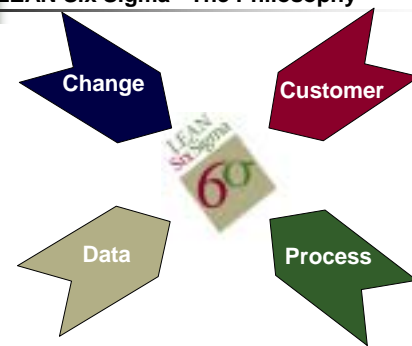 LEAN Six Sigma - The Philosophy
Change
Customer
LEAN
Six Sigma
6σ
Data
Process